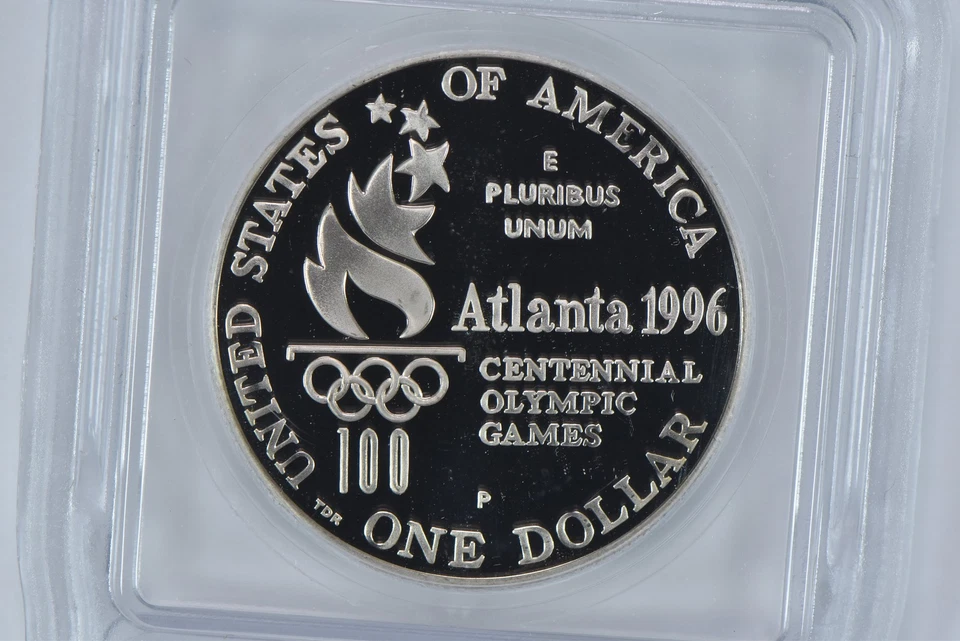 UNITED STATES OF AMERICA
E
PLURIBUS
UNUM
Atlanta 1996
CENTENNIAL
OLYMPIC
GAMES
100
P
TDR
ONE DOLLAR